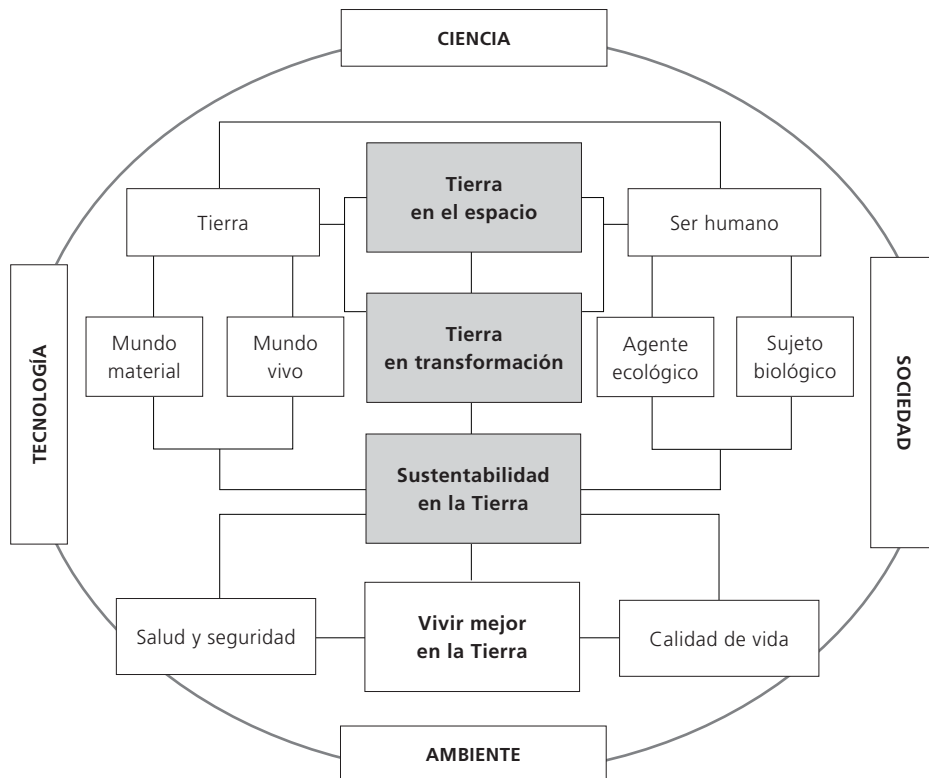 CIENCIA
Tierra
en el espacio
Tierra
Ser humano
Mundo
material
Mundo
vivo
Tierra
en transformación
Agente
ecológico
Sujeto
biológico
TECNOLOGÍA
SOCIEDAD
Sustentabilidad
en la Tierra
Salud y seguridad
Vivir mejor
en la Tierra
Calidad de vida
AMBIENTE